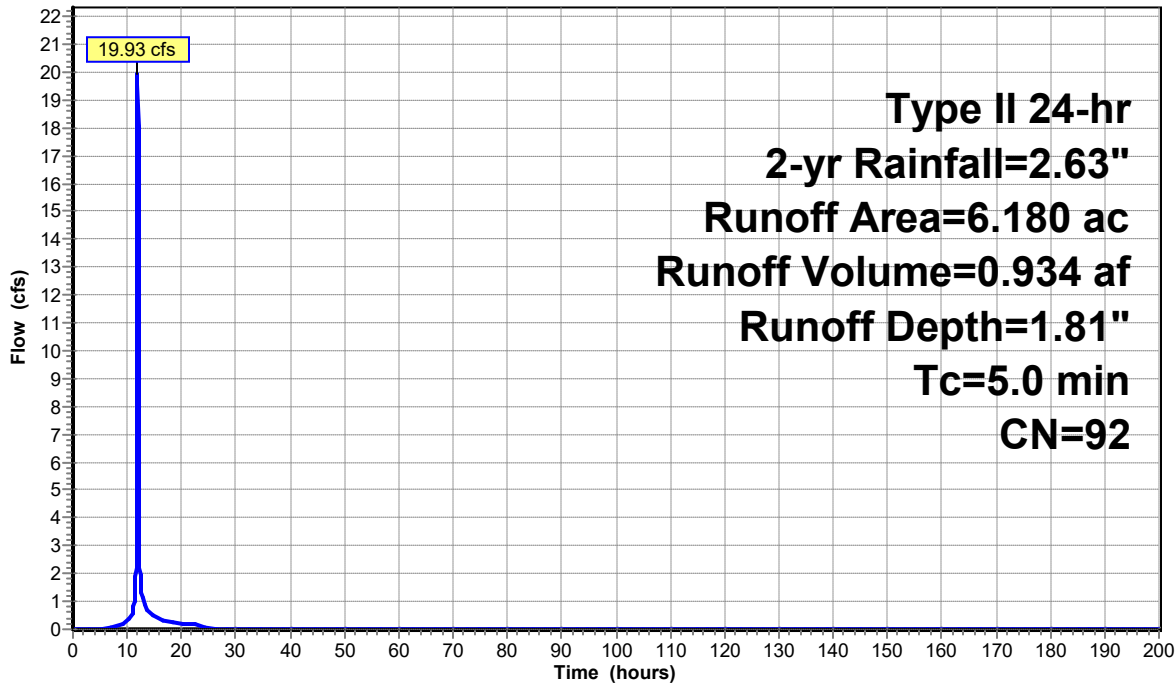 22
21
20
19
18
17
16
15
14
13
12
11
10
9
8
7
6
5
4
3
2
1
0
Flow (cfs)
19.93 cfs
Type II 24-hr
2-yr Rainfall=2.63"
Runoff Area=6.180 ac
Runoff Volume=0.934 af
Runoff Depth=1.81"
Tc=5.0 min
CN=92
0 10 20 30 40 50 60 70 80 90 100 110 120 130 140 150 160 170 180 190 200
Time (hours)